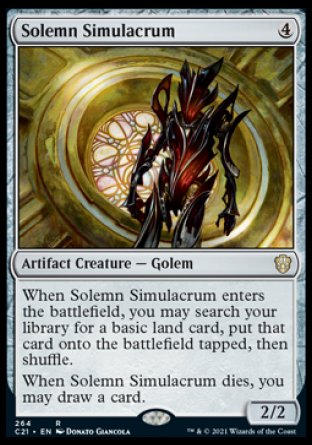 Solemn Simulacrum 4
Artifact Creature — Golem
When Solemn Simulacrum enters
the battlefield, you may search your
library for a basic land card, put that
card onto the battlefield tapped, then
shuffle.
When Solemn Simulacrum dies, you
may draw a card.
2/2
264 R
C21 • EN Donato Giancola
™ & © 2021 Wizards of the Coast